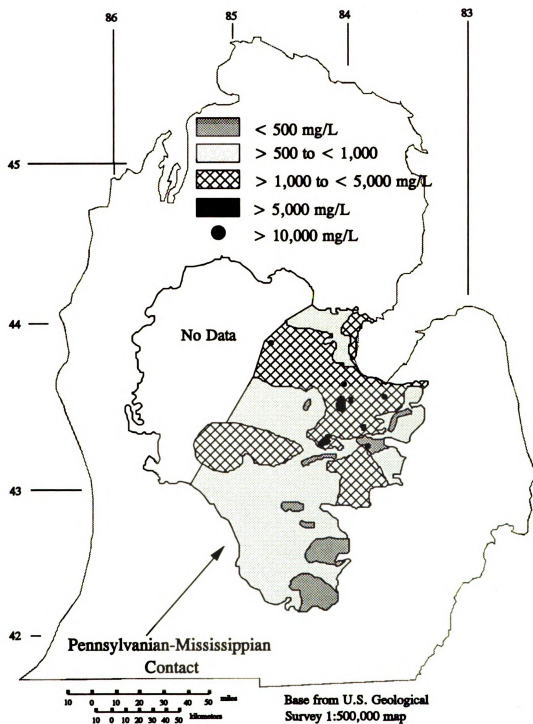 86
85
84
83
< 500 mg/L
> 500 to < 1,000
> 1,000 to < 5,000 mg/L
> 5,000 mg/L
> 10,000 mg/L
45
44
No Data
43
42
Pennsylvanian-Mississippian
Contact
10 0 10 20 30 40 50 miles
10 0 10 20 30 40 50 kilometers
Base from U.S. Geological
Survey 1:500,000 map